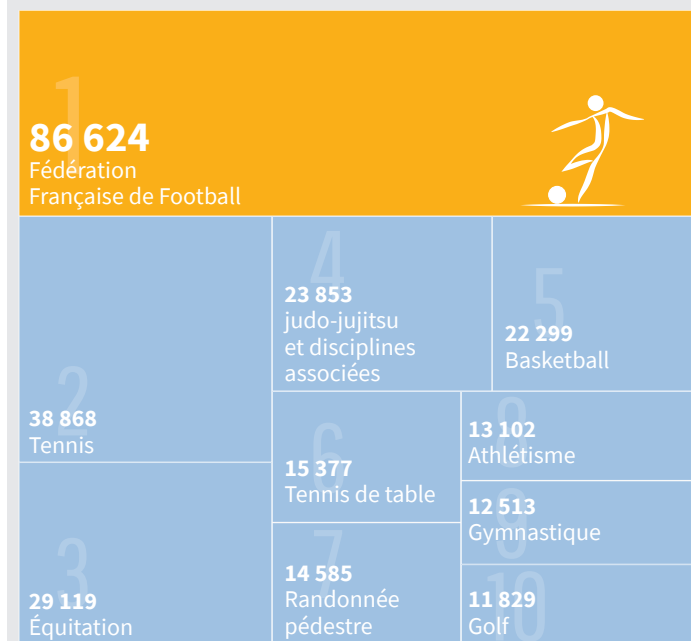 1
86 624
Fédération
Française de Football
2
38 868
Tennis
3
29 119
Équitation
4
23 853
judo-jujitsu
et disciplines
associées
5
22 299
Basketball
6
15 377
Tennis de table
7
14 585
Randonnée
pédestre
8
13 102
Athlétisme
9
12 513
Gymnastique
10
11 829
Golf